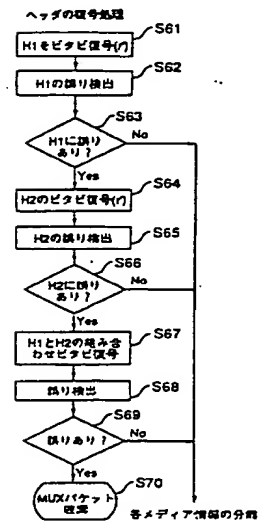 ヘッダの復号処理
S61
H1をビタビ復号(r)
S62
H1の誤り検出
S63
H1に誤り
あり?
No
Yes
S64
H2のビタビ復号(r)
S65
H2の誤り検出
S66
H2に誤り
あり?
No
Yes
S67
H1とH2の組み合
わせビタビ復号
S68
誤り検出
S69
誤りあり?
No
Yes
S70
MUXパケット
廃棄
各メディア情報の分離